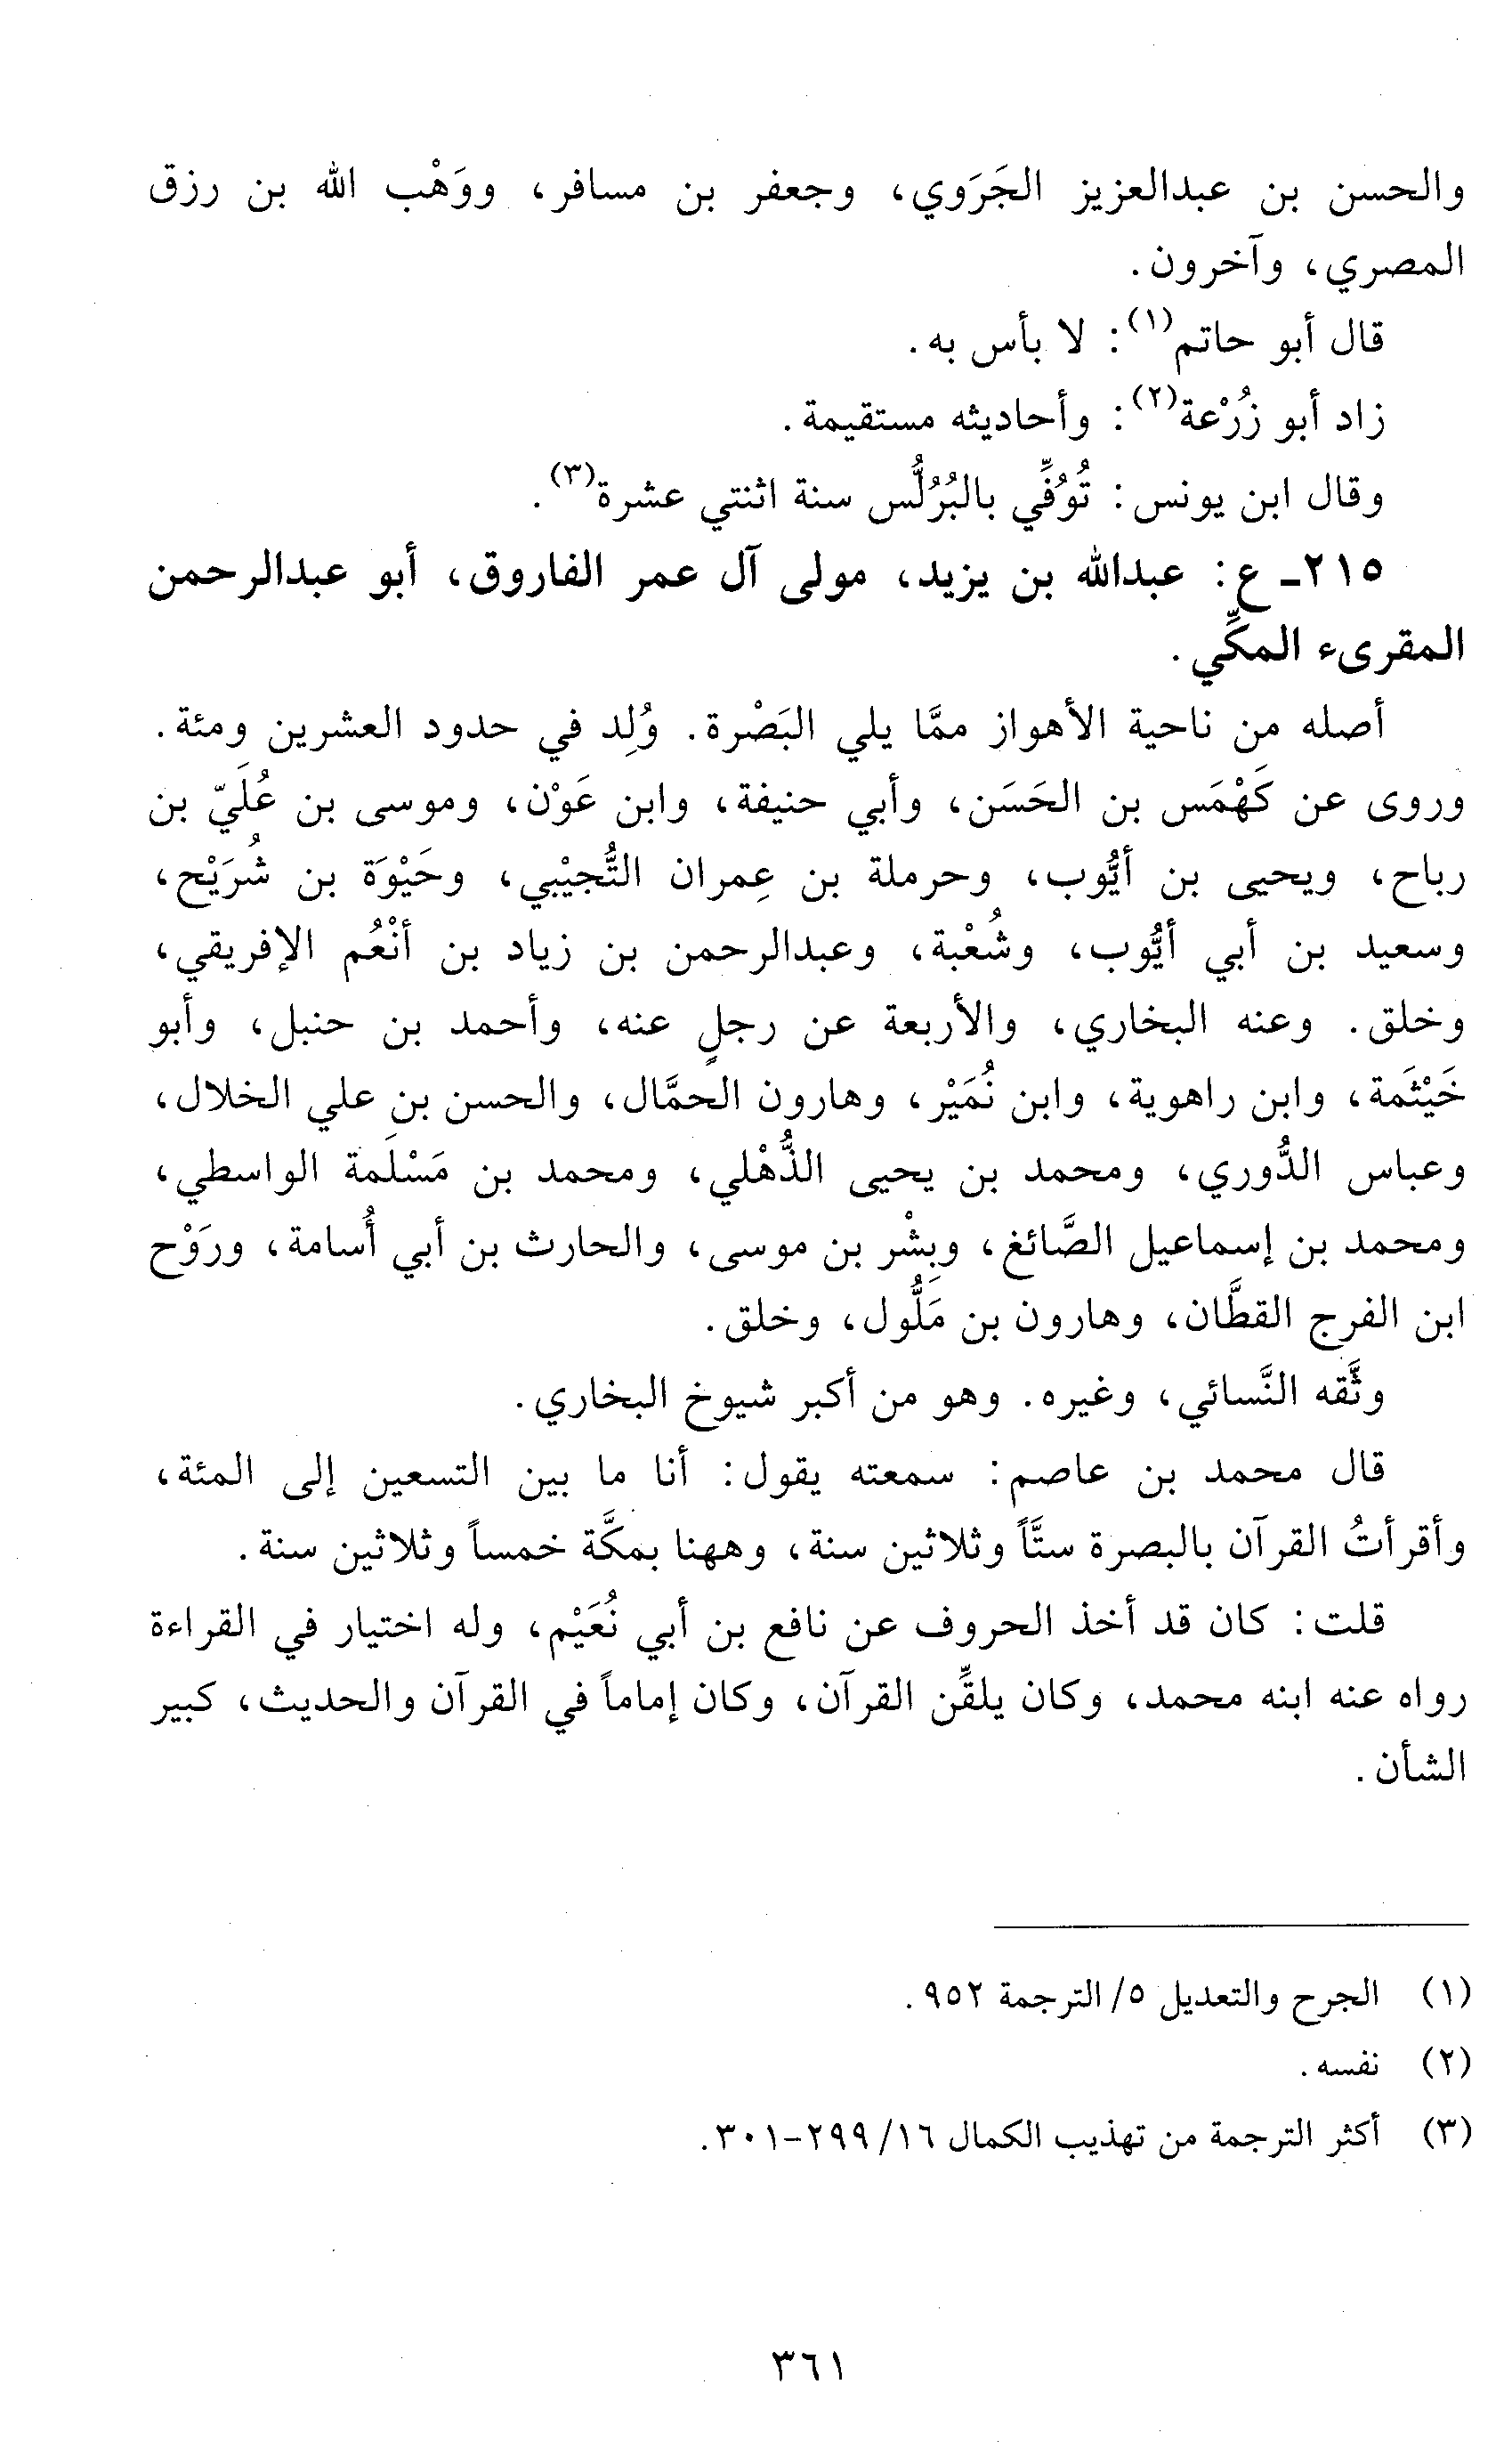 والحسن بن عبدالعزيز الجَرَوي، وجعفر بن مسافر، ووَهْب الله بن رزق
المصري، وآخرون.
قال أبو حاتم(١): لا بأس به.
زاد أبو زُرْعة(٢): وأحاديثه مستقيمة.
وقال ابن يونس: تُوُفِّي بالبُرُلُّس سنة اثنتي عشرة(٣).
٢١٥- ع: عبدالله بن يزيد، مولى آل عمر الفاروق، أبو عبدالرحمن
المقرىء المكِّي.
أصله من ناحية الأهواز ممَّا يلي البَصْرة. وُلِد في حدود العشرين ومئة.
وروى عن كَهْمَس بن الحَسَن، وأبي حنيفة، وابن عَوْن، وموسى بن عُلَيّ بن
رباح، ويحيى بن أيُّوب، وحرملة بن عِمران التُّجيْبي، وحَيْوَة بن شُرَيْح،
وسعيد بن أبي أيُّوب، وشُعْبة، وعبدالرحمن بن زياد بن أنْعُم الإفريقي،
وخلق. وعنه البخاري، والأربعة عن رجلٍ عنه، وأحمد بن حنبل، وأبو
خَيْثَمة، وابن راهوية، وابن نُمَيْر، وهارون الحمَّال، والحسن بن علي الخلال،
وعباس الدُّوري، ومحمد بن يحيى الذُّهْلي، ومحمد بن مَسْلَمة الواسطي،
ومحمد بن إسماعيل الصَّائغ، وبِشْر بن موسى، والحارث بن أبي أُسامة، ورَوْح
ابن الفرج القطَّان، وهارون بن مَلُّول، وخلق.
وثَّقه النَّسائي، وغيره. وهو من أكبر شيوخ البخاري.
قال محمد بن عاصم: سمعته يقول: أنا ما بين التسعين إلى المئة،
وأقرأتُ القرآن بالبصرة ستَّاً وثلاثين سنة، وههنا بمكَّة خمساً وثلاثين سنة.
قلت: كان قد أخذ الحروف عن نافع بن أبي نُعَيْم، وله اختيار في القراءة
رواه عنه ابنه محمد، وكان يلقِّن القرآن، وكان إماماً في القرآن والحديث، كبير
الشأن.
(١) الجرح والتعديل ٥/ الترجمة ٩٥٢.
(٢) نفسه.
(٣) أكثر الترجمة من تهذيب الكمال ١٦/ ٢٩٩-٣٠١.
٣٦١